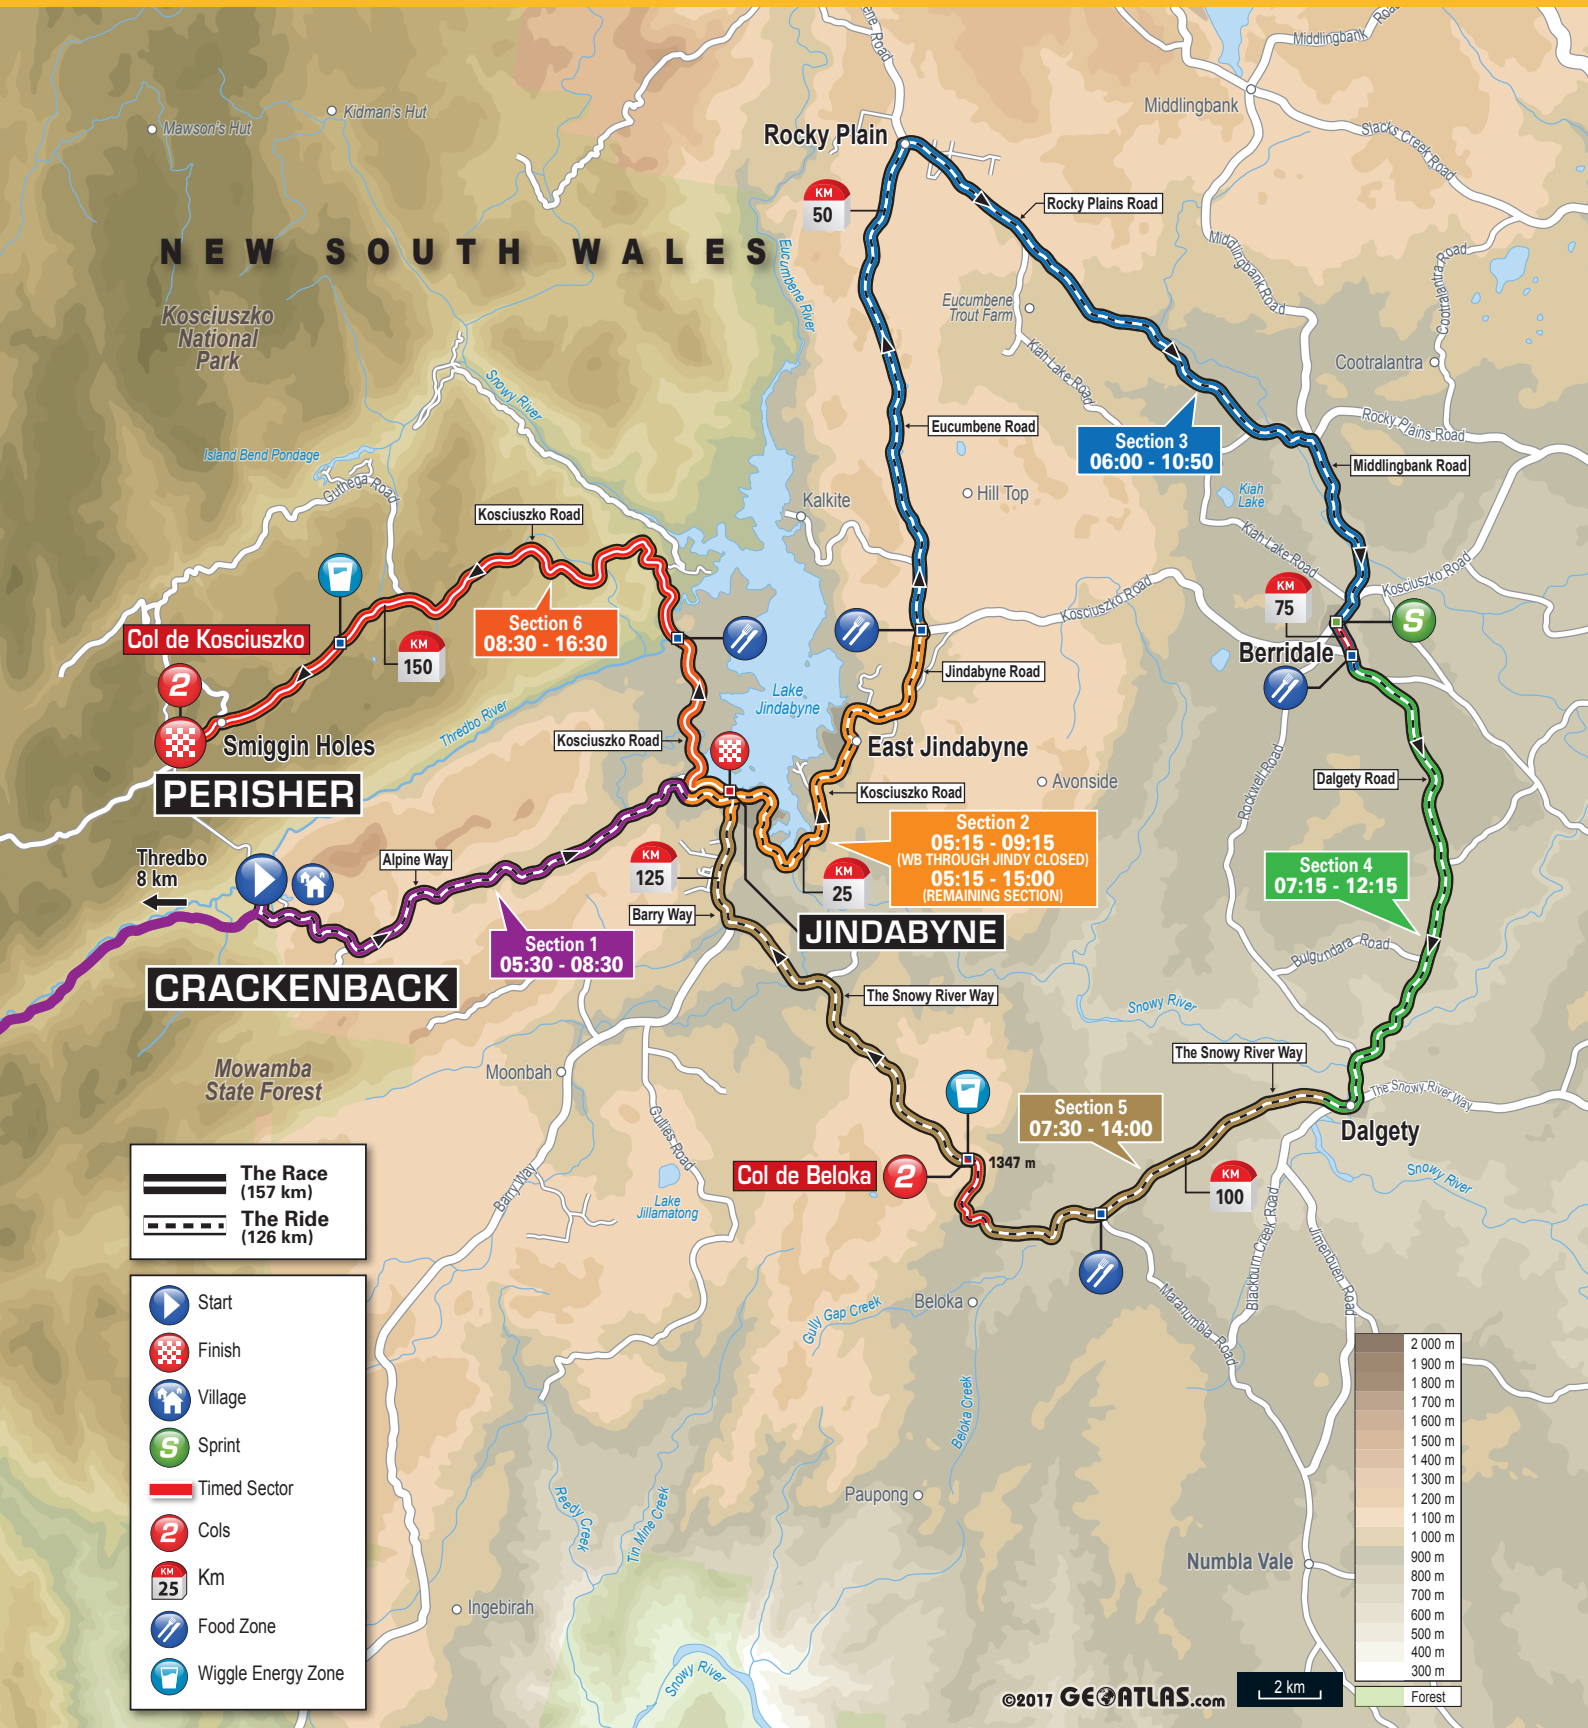 Middlingbank
Road
Road
Middlingbank
Slacks Creek Road
Kidman's Hut
Mawson's Hut
Rocky Plain
KM
50
Rocky Plains Road
NEW SOUTH WALES
Eucumbene River
Middlingbank Road
Cootralantra Road
Kosciuszko
National
Park
Eucumbene
Trout Farm
Kiah Lake Road
Cootralantra
Snowy River
Rocky Plains Road
Eucumbene Road
Section 3
06:00 - 10:50
Middlingbank Road
Island Bend Pondage
Guthega Road
Kalkite
Hill Top
Kiah
Lake
Kosciuszko Road
Kiah Lake Road
Kosciuszko Road
Kosciuszko Road
KM
75
S
Section 6
08:30 - 16:30
Col de Kosciuszko
KM
150
2
Berridale
Jindabyne Road
Lake
Jindabyne
Thredbo River
Smiggin Holes
Kosciuszko Road
East Jindabyne
PERISHER
Avonside
Kosciuszko Road
Dalgety Road
Rockwell Road
Section 2
05:15 - 09:15
(WB THROUGH JINDY CLOSED)
05:15 - 15:00
(REMAINING SECTION)
Thredbo
8 km
Alpine Way
KM
125
KM
25
Section 4
07:15 - 12:15
Barry Way
JINDABYNE
Section 1
05:30 - 08:30
CRACKENBACK
Bulgundara Road
The Snowy River Way
Snowy River
Mowamba
State Forest
Moonbah
The Snowy River Way
The Snowy River Way
Section 5
07:30 - 14:00
Dalgety
Gullies Road
1347 m
Col de Beloka
2
KM
100
Snowy River
The Race
(157 km)
The Ride
(126 km)
Barry Way
Lake
Jillamatong
Blackburn Creek Road
Jimenbuen Road
Maranumbla Road
Gully Gap Creek
Beloka
Start
Finish
Village
S
Sprint
Timed Sector
2
Cols
KM
25
Km
Food Zone
Wiggle Energy Zone
Beloka Creek
Reedy Creek
Tin Mine Creek
Paupong
Numbla Vale
Ingebirah
Snowy River
2 000 m
1 900 m
1 800 m
1 700 m
1 600 m
1 500 m
1 400 m
1 300 m
1 200 m
1 100 m
1 000 m
900 m
800 m
700 m
600 m
500 m
400 m
300 m
Forest
©2017 GEOATLAS.com
2 km